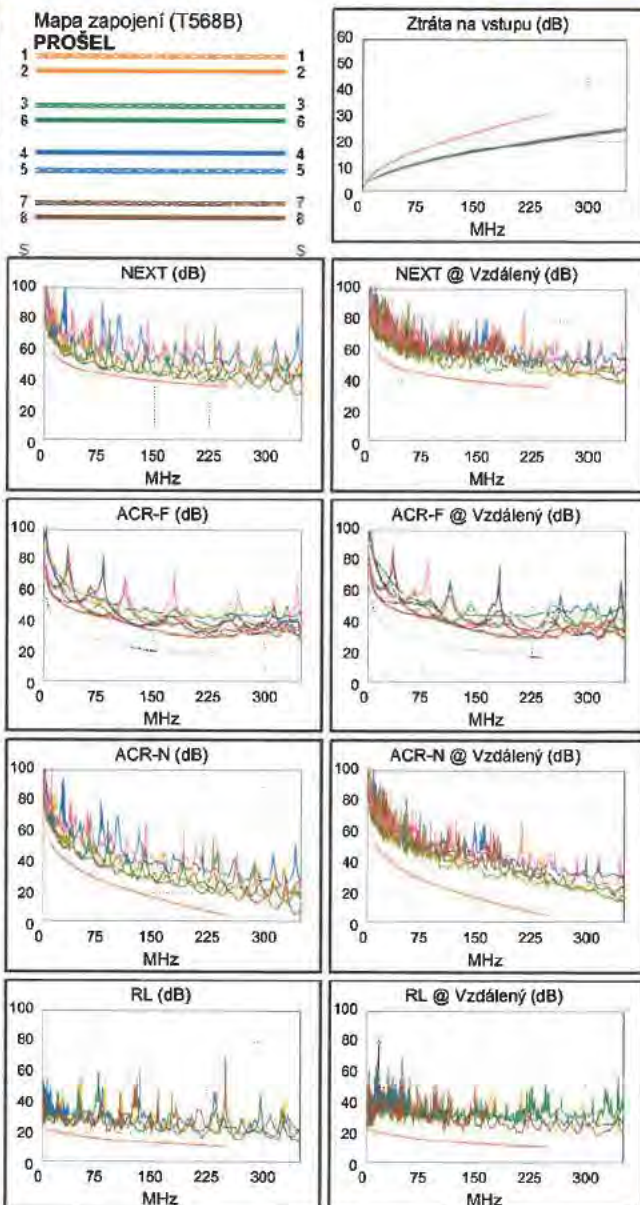 Mapa zapojení (T568B)
PROŠEL
1 1
2 2
3 3
6 6
4 4
5 5
7 7
8 8
S S
Ztráta na vstupu (dB)
60
50
40
30
20
10
0
0 75 150 225 300
MHz
NEXT (dB)
100
80
60
40
20
0
0 75 150 225 300
MHz
NEXT @ Vzdálený (dB)
100
80
60
40
20
0
0 75 150 225 300
MHz
ACR-F (dB)
100
80
60
40
20
0
0 75 150 225 300
MHz
ACR-F @ Vzdálený (dB)
100
80
60
40
20
0
0 75 150 225 300
MHz
ACR-N (dB)
100
80
60
40
20
0
0 75 150 225 300
MHz
ACR-N @ Vzdálený (dB)
100
80
60
40
20
0
0 75 150 225 300
MHz
RL (dB)
100
80
60
40
20
0
0 75 150 225 300
MHz
RL @ Vzdálený (dB)
100
80
60
40
20
0
0 75 150 225 300
MHz